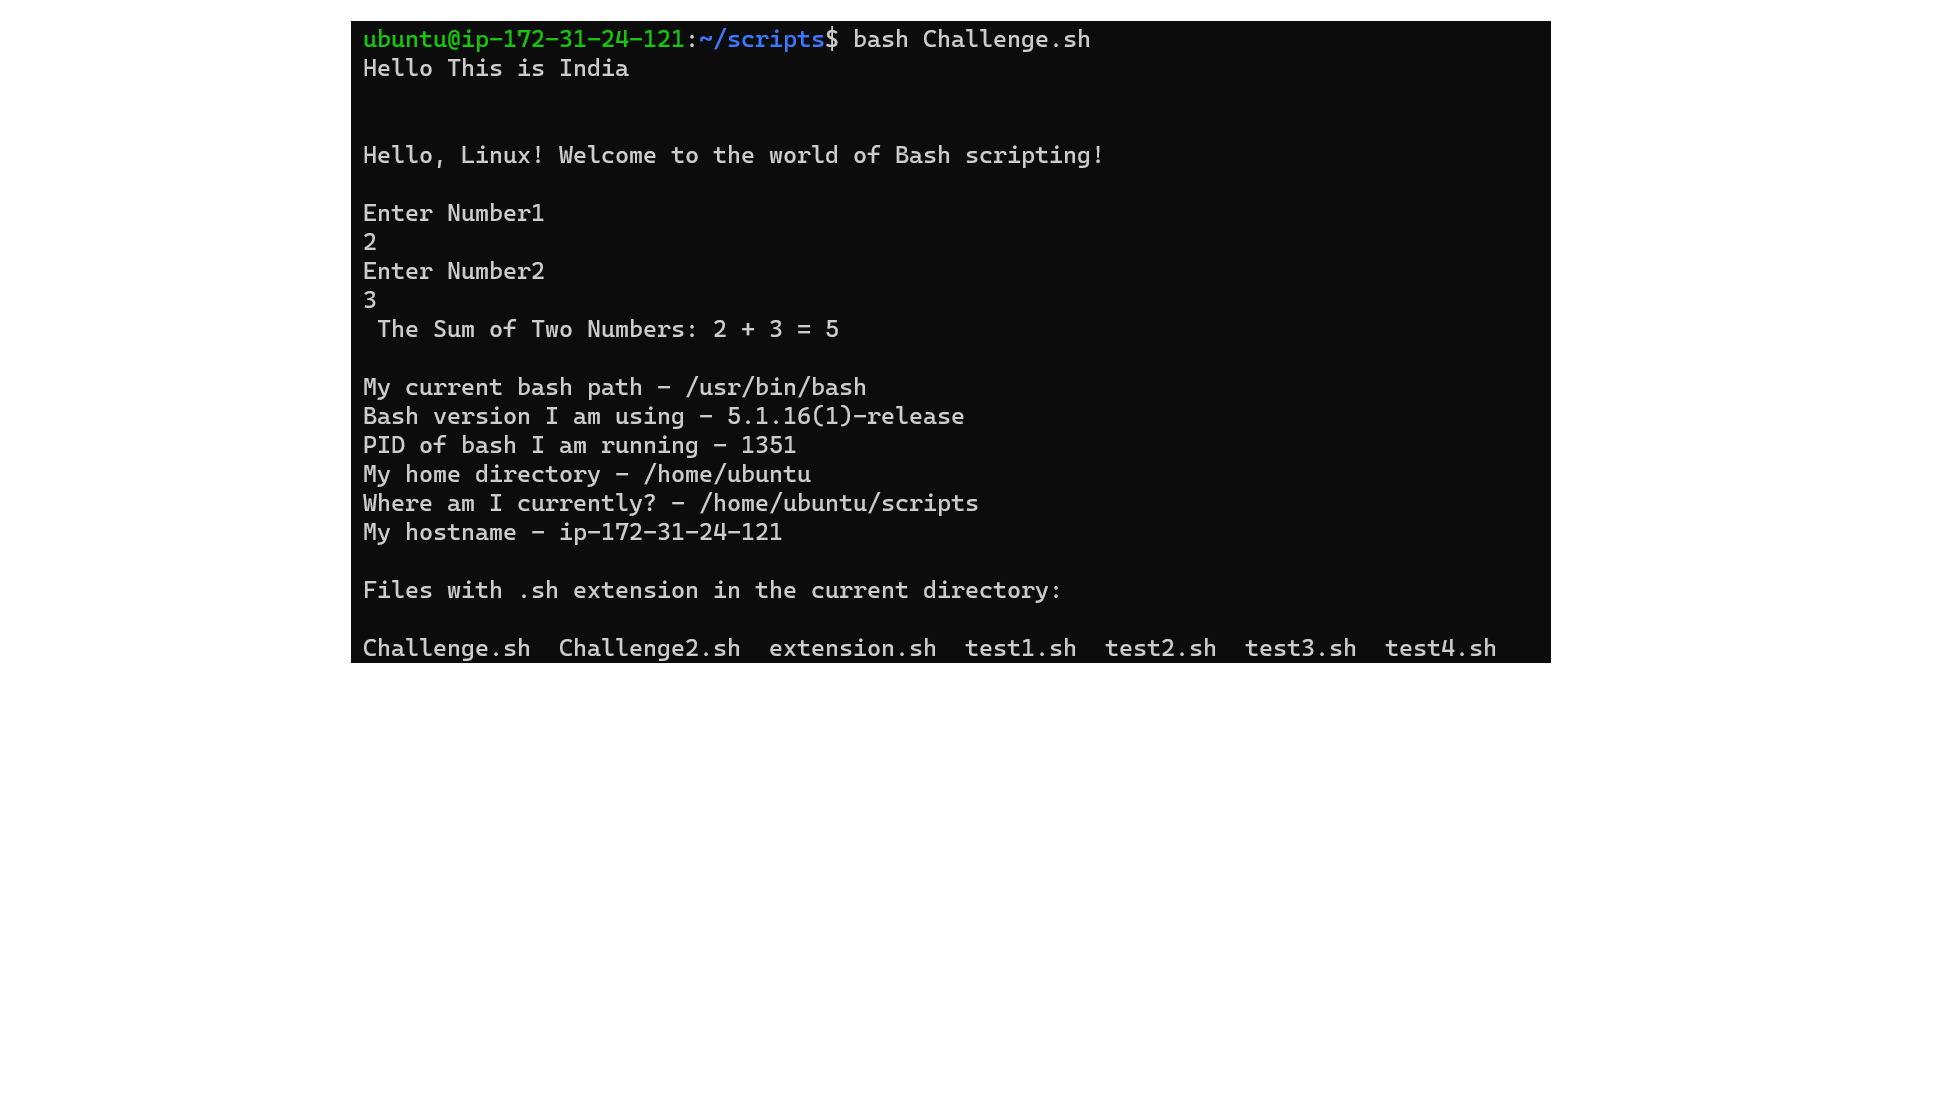 ubuntu@ip-172-31-24-121:~/scripts$ bash Challenge.sh
Hello This is India
Hello, Linux! Welcome to the world of Bash scripting!
Enter Number1
2
Enter Number2
3
The Sum of Two Numbers: 2 + 3 = 5
My current bash path - /usr/bin/bash
Bash version I am using - 5.1.16(1)-release
PID of bash I am running - 1351
My home directory - /home/ubuntu
Where am I currently? - /home/ubuntu/scripts
My hostname - ip-172-31-24-121
Files with .sh extension in the current directory:
Challenge.sh  Challenge2.sh  extension.sh  test1.sh  test2.sh  test3.sh  test4.sh